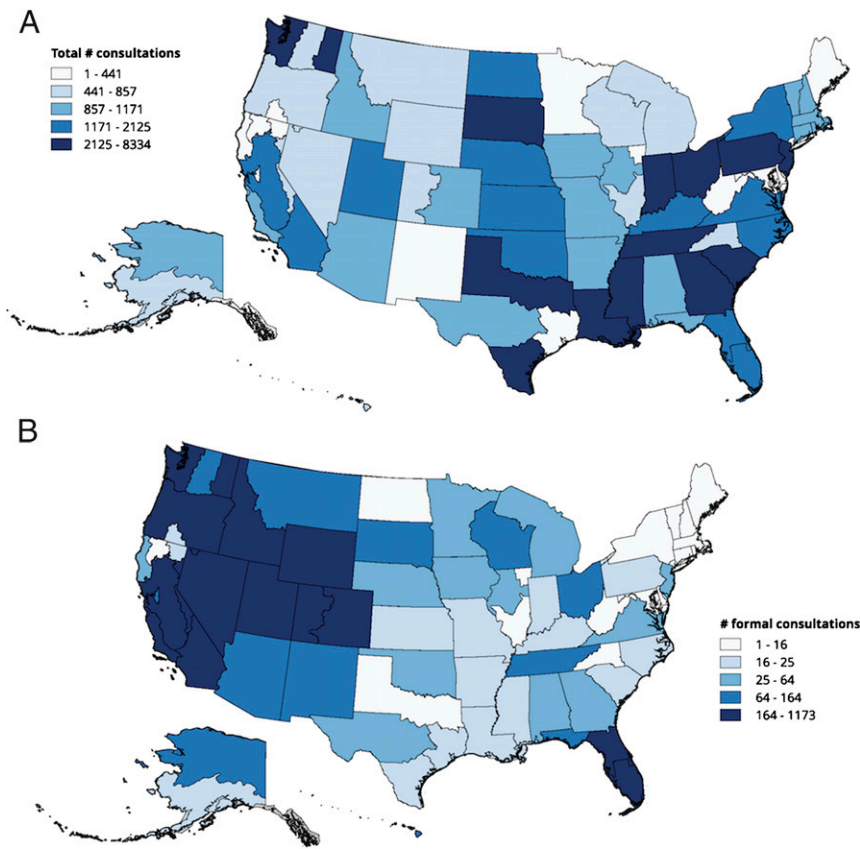 A
Total # consultations
1 - 441
441 - 857
857 - 1171
1171 - 2125
2125 - 8334
B
# formal consultations
1 - 16
16 - 25
25 - 64
64 - 164
164 - 1173